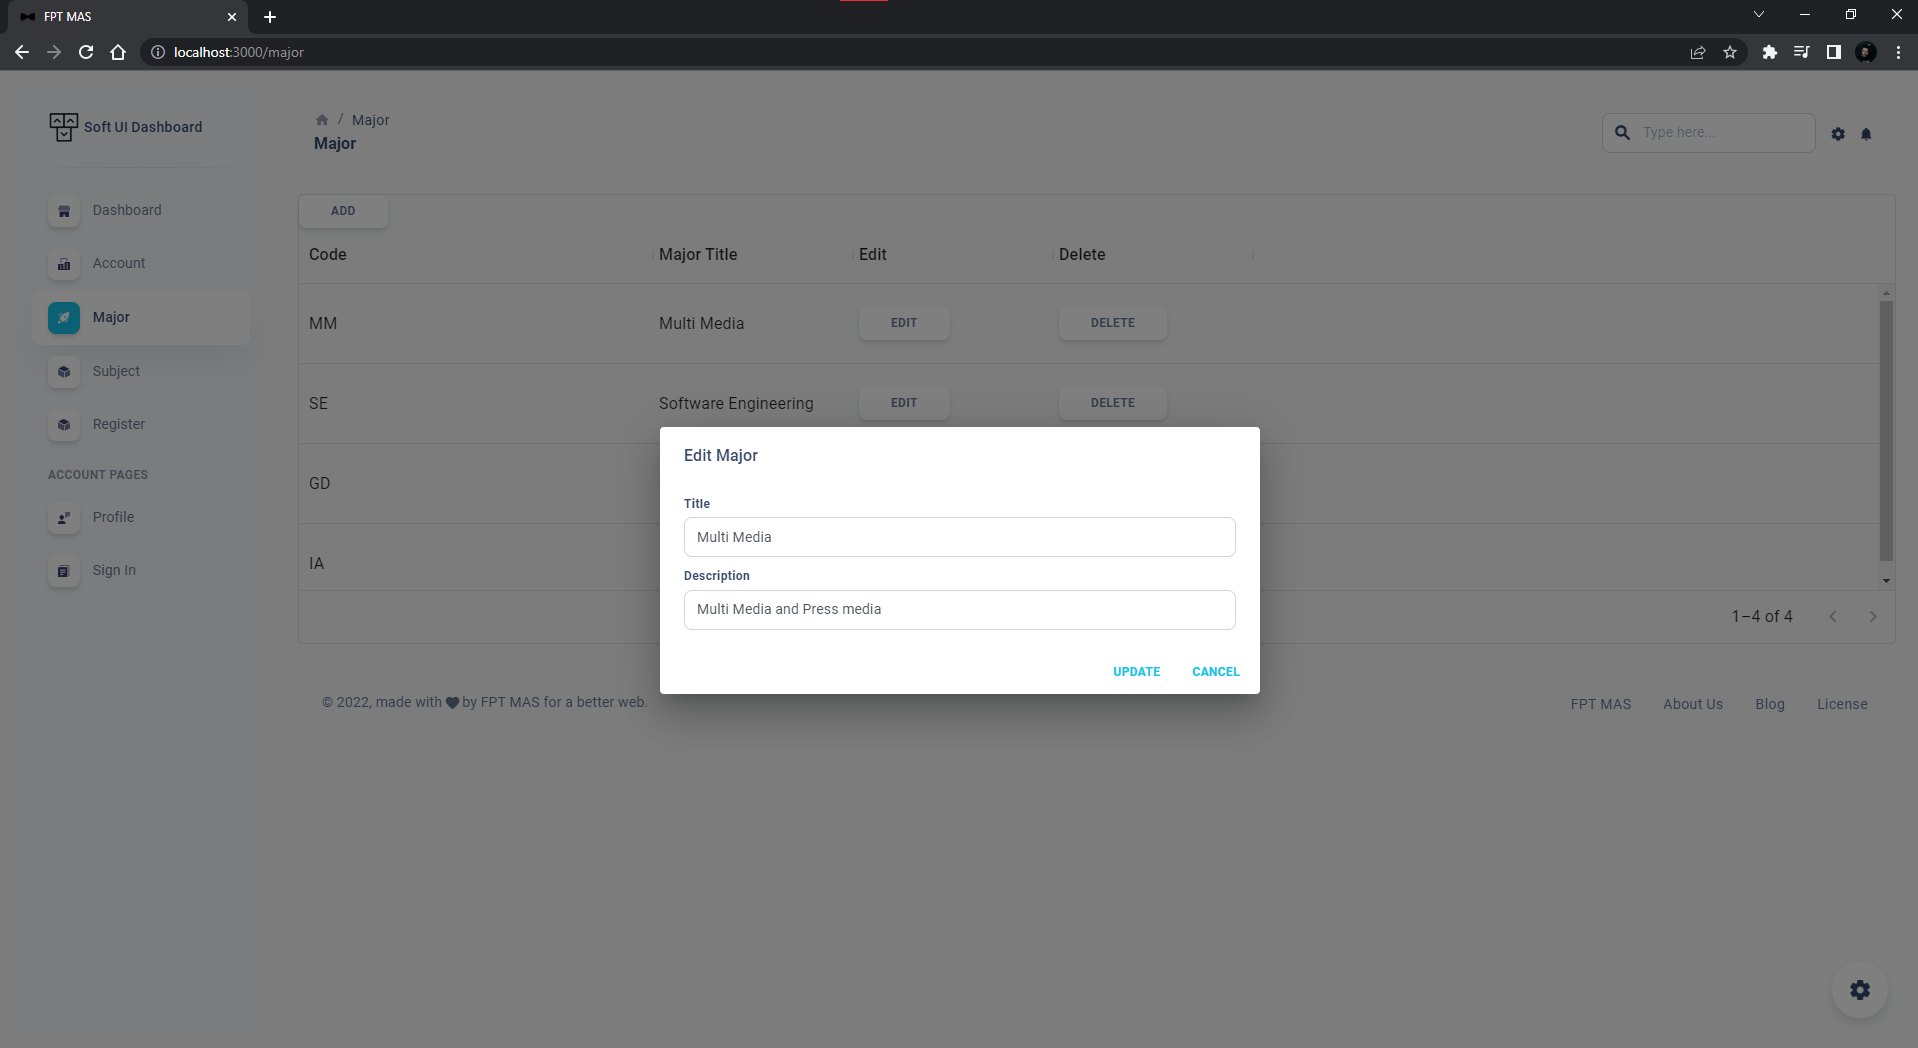 FPT MAS
localhost:3000/major
Soft UI Dashboard
/ Major
Major
Type here...
Dashboard
Account
Major
Subject
Register
ACCOUNT PAGES
Profile
Sign In
ADD
Code Major Title Edit Delete
MM Multi Media EDIT DELETE
SE Software Engineering EDIT DELETE
GD
IA
Edit Major
Title
Multi Media
Description
Multi Media and Press media
UPDATE CANCEL
1–4 of 4
© 2022, made with by FPT MAS for a better web.
FPT MAS About Us Blog License